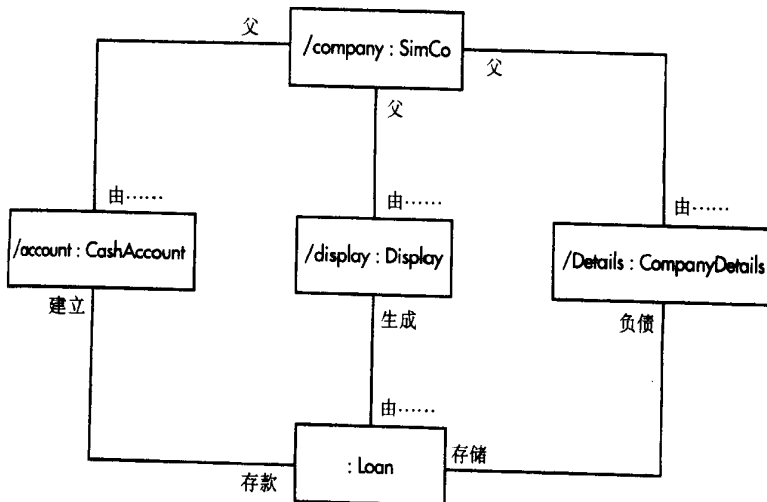 父
/company : SimCo
父
父
由……
由……
由……
/account : CashAccount
/display : Display
/Details : CompanyDetails
建立
生成
负债
由……
存款
: Loan
存储